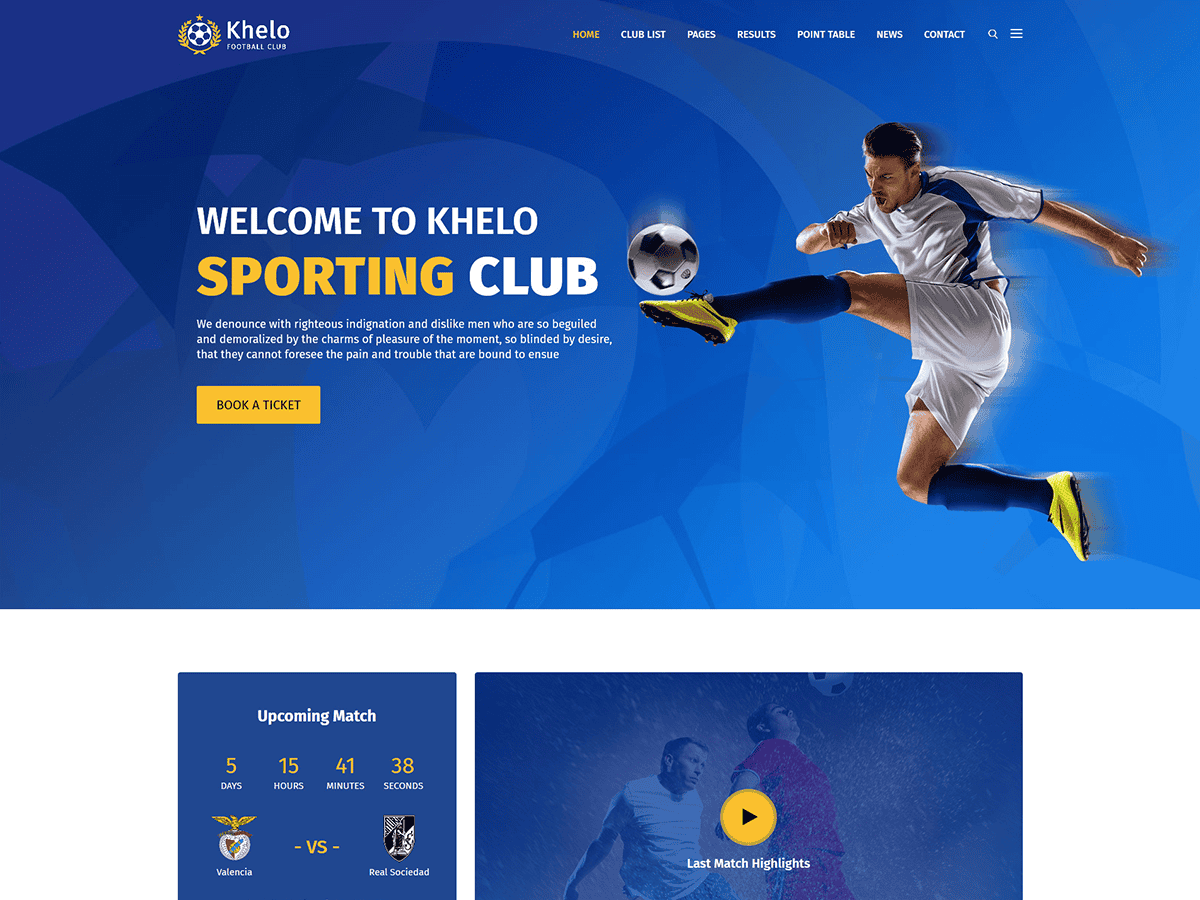 Khelo
FOOTBALL CLUB
HOME CLUB LIST PAGES RESULTS POINT TABLE NEWS CONTACT
WELCOME TO KHELO
SPORTING CLUB
We denounce with righteous indignation and dislike men who are so beguiled
and demoralized by the charms of pleasure of the moment, so blinded by desire,
that they cannot foresee the pain and trouble that are bound to ensue
BOOK A TICKET
Upcoming Match
5 15 41 38
DAYS HOURS MINUTES SECONDS
- VS -
Valencia Real Sociedad
Last Match Highlights